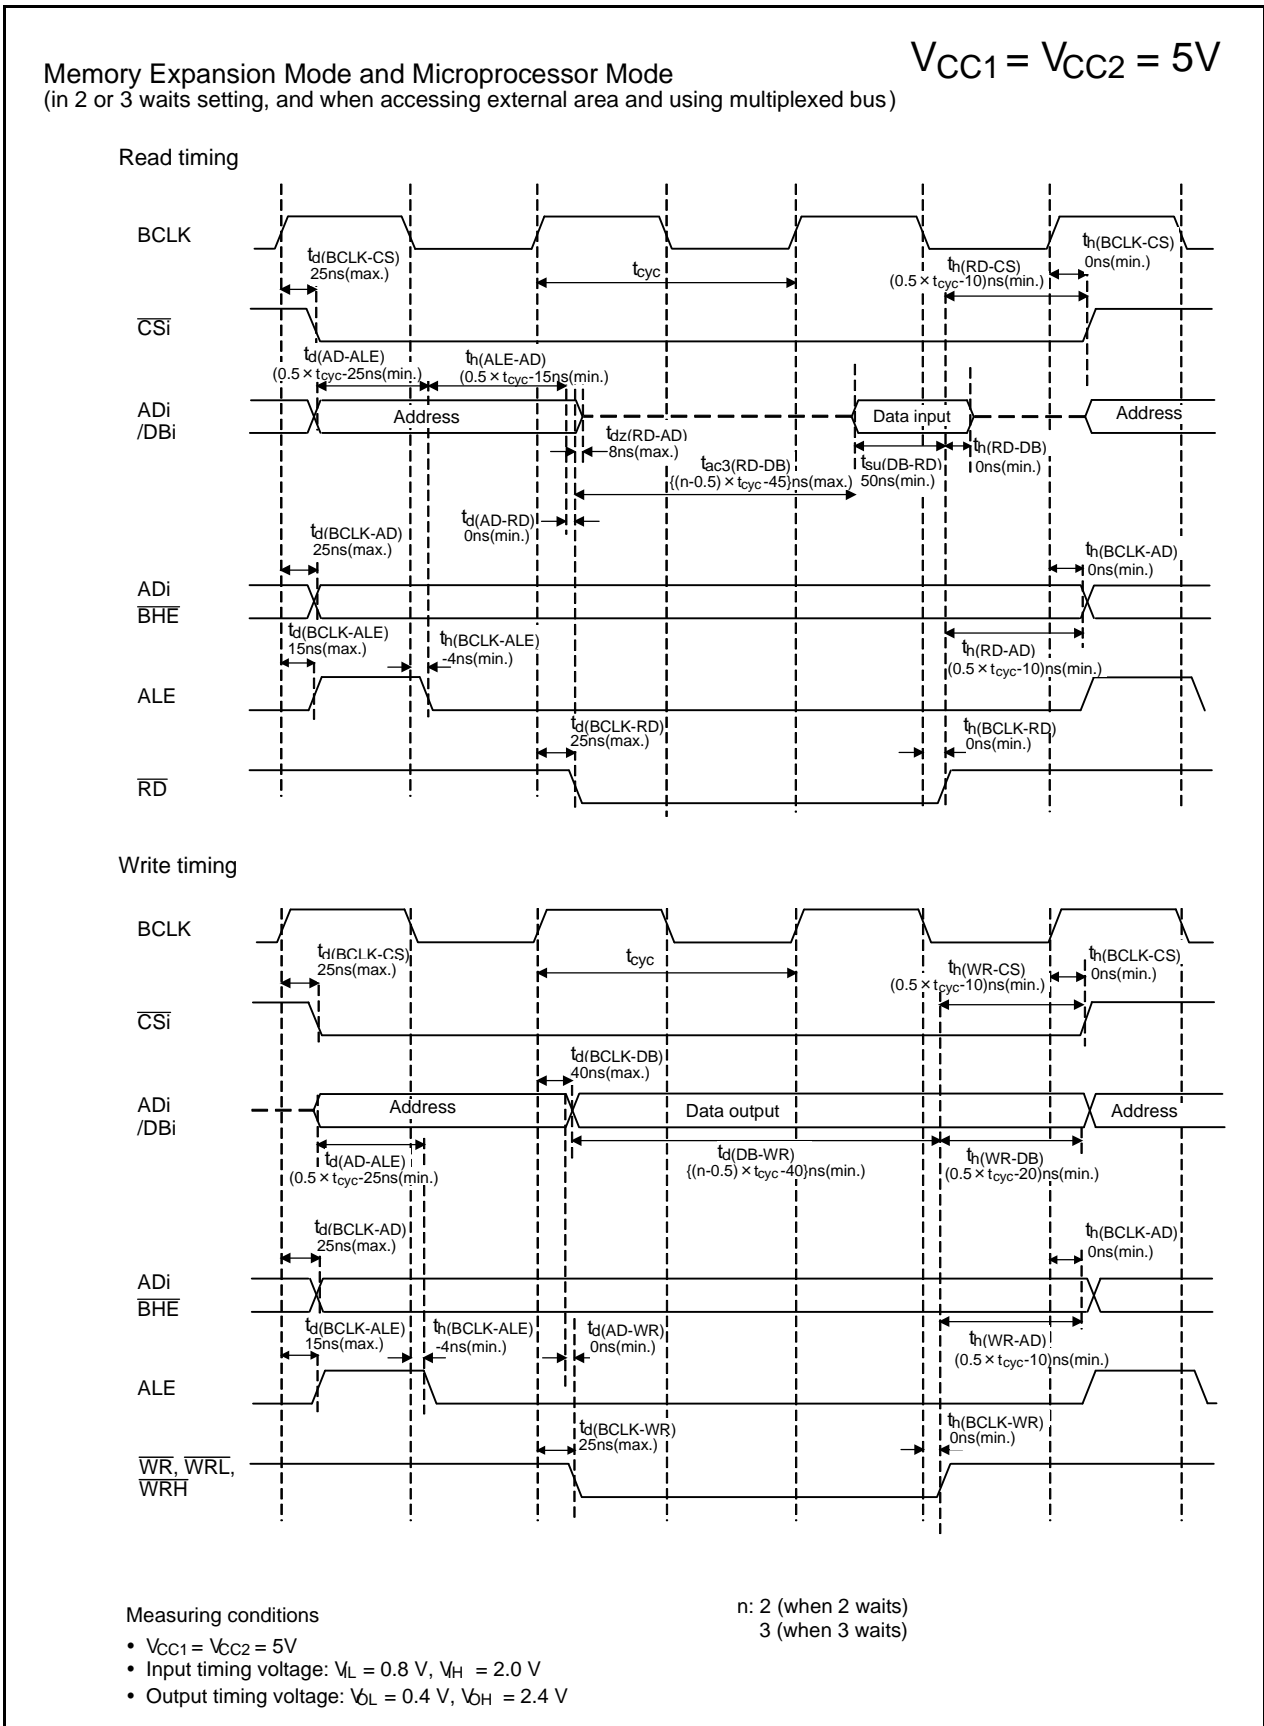 Memory Expansion Mode and Microprocessor Mode
VCC1 = VCC2 = 5V
(in 2 or 3 waits setting, and when accessing external area and using multiplexed bus)
Read timing
BCLK
td(BCLK-CS)
25ns(max.)
tcyc
th(RD-CS)
(0.5 × tcyc-10)ns(min.)
th(BCLK-CS)
0ns(min.)
CSi
td(AD-ALE)
(0.5 × tcyc-25ns(min.)
th(ALE-AD)
(0.5 × tcyc-15ns(min.)
ADi
/DBi
Address
Data input
Address
tdz(RD-AD)
8ns(max.)
tac3(RD-DB)
{(n-0.5) × tcyc-45}ns(max.)
tsu(DB-RD)
50ns(min.)
th(RD-DB)
0ns(min.)
td(AD-RD)
0ns(min.)
td(BCLK-AD)
25ns(max.)
th(BCLK-AD)
0ns(min.)
ADi
BHE
td(BCLK-ALE)
15ns(max.)
th(BCLK-ALE)
-4ns(min.)
th(RD-AD)
(0.5 × tcyc-10)ns(min.)
ALE
td(BCLK-RD)
25ns(max.)
th(BCLK-RD)
0ns(min.)
RD
Write timing
BCLK
td(BCLK-CS)
25ns(max.)
tcyc
th(WR-CS)
(0.5 × tcyc-10)ns(min.)
th(BCLK-CS)
0ns(min.)
CSi
td(BCLK-DB)
40ns(max.)
ADi
/DBi
Address
Data output
Address
td(AD-ALE)
(0.5 × tcyc-25ns(min.)
td(DB-WR)
{(n-0.5) × tcyc-40}ns(min.)
th(WR-DB)
(0.5 × tcyc-20)ns(min.)
td(BCLK-AD)
25ns(max.)
th(BCLK-AD)
0ns(min.)
ADi
BHE
td(BCLK-ALE)
15ns(max.)
th(BCLK-ALE)
-4ns(min.)
td(AD-WR)
0ns(min.)
th(WR-AD)
(0.5 × tcyc-10)ns(min.)
ALE
td(BCLK-WR)
25ns(max.)
th(BCLK-WR)
0ns(min.)
WR, WRL,
WRH
Measuring conditions
• VCC1 = VCC2 = 5V
• Input timing voltage: VIL = 0.8 V, VIH = 2.0 V
• Output timing voltage: VOL = 0.4 V, VOH = 2.4 V
n: 2 (when 2 waits)
3 (when 3 waits)